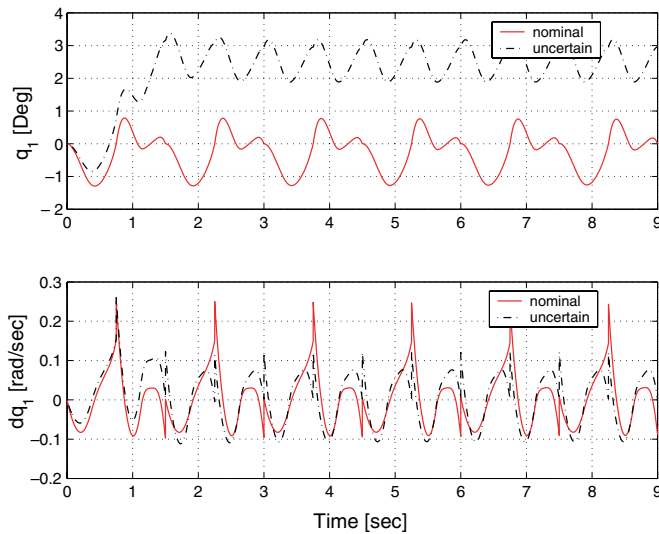 4
3
2
1
0
−1
−2
q1 [Deg]
nominal
uncertain
0 1 2 3 4 5 6 7 8 9
0.3
0.2
0.1
0
−0.1
−0.2
dq1 [rad/sec]
nominal
uncertain
0 1 2 3 4 5 6 7 8 9
Time [sec]